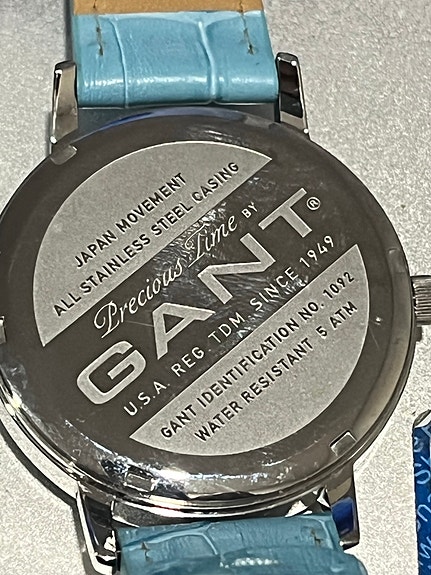 JAPAN MOVEMENT
ALL STAINLESS STEEL CASING
Precious Time BY
GANT®
U.S.A. REG TDM SINCE 1949
GANT IDENTIFICATION NO. 1092
WATER RESISTANT 5 ATM